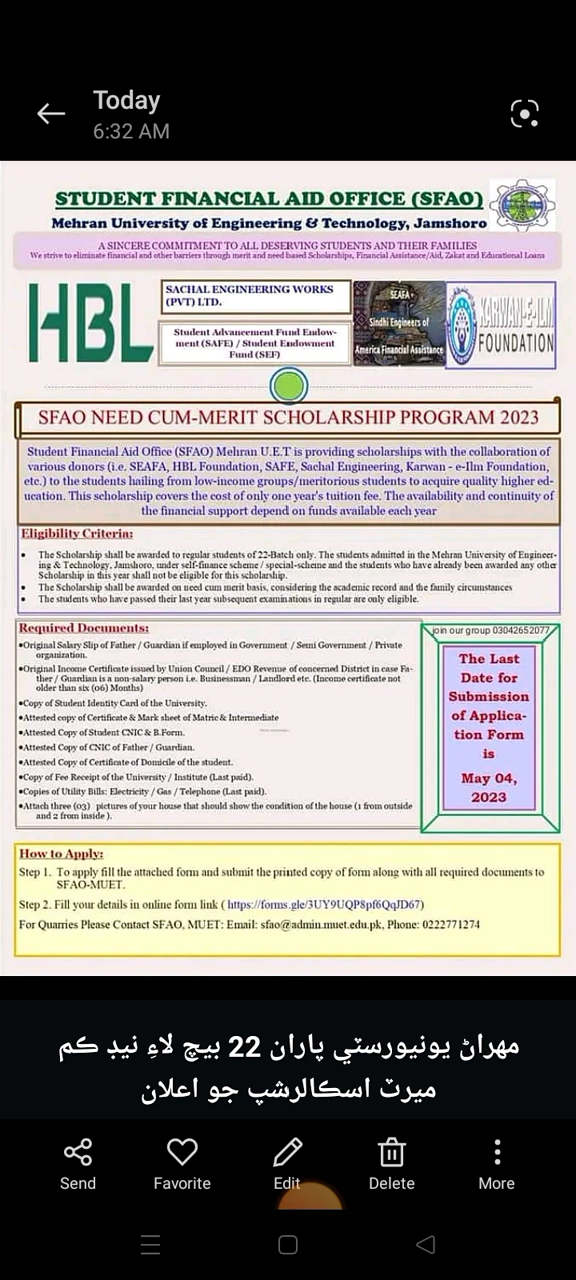 Today
6:32 AM
STUDENT FINANCIAL AID OFFICE (SFAO)
Mehran University of Engineering & Technology, Jamshoro
A SINCERE COMMITMENT TO ALL DESERVING STUDENTS AND THEIR FAMILIES
We strive to eliminate financial and other barriers through merit and need based Scholarships, Financial Assistance/Aid, Zakat and Educational Loans
HBL
SACHAL ENGINEERING WORKS
(PVT) LTD.
Student Advancement Fund Endow-
ment (SAFE) / Student Endowment
Fund (SEF)
SEAFA
Sindhi Engineers of
America Financial Assistance
KARWAN-E-ILM
FOUNDATION
SFAO NEED CUM-MERIT SCHOLARSHIP PROGRAM 2023
Student Financial Aid Office (SFAO) Mehran U.E.T is providing scholarships with the collaboration of
various donors (i.e. SEAFA, HBL Foundation, SAFE, Sachal Engineering, Karwan - e-Ilm Foundation,
etc.) to the students hailing from low-income groups/meritorious students to acquire quality higher ed-
ucation. This scholarship covers the cost of only one year's tuition fee. The availability and continuity of
the financial support depend on funds available each year
Eligibility Criteria:
• The Scholarship shall be awarded to regular students of 22-Batch only. The students admitted in the Mehran University of Engineer-
ing & Technology, Jamshoro, under self-finance scheme / special-scheme and the students who have already been awarded any other
Scholarship in this year shall not be eligible for this scholarship.
• The Scholarship shall be awarded on need cum merit basis, considering the academic record and the family circumstances
• The students who have passed their last year subsequent examinations in regular are only eligible.
Required Documents:
•Original Salary Slip of Father / Guardian if employed in Government / Semi Government / Private
organization.
•Original Income Certificate issued by Union Council / EDO Revenue of concerned District in case Fa-
ther / Guardian is a non-salary person i.e. Businessman / Landlord etc. (Income certificate not
older than six (06) Months)
•Copy of Student Identity Card of the University.
•Attested copy of Certificate & Mark sheet of Matric & Intermediate
•Attested Copy of Student CNIC & B.Form.
•Attested Copy of CNIC of Father / Guardian.
•Attested Copy of Certificate of Domicile of the student.
•Copy of Fee Receipt of the University / Institute (Last paid).
•Copies of Utility Bills: Electricity / Gas / Telephone (Last paid).
•Attach three (03) pictures of your house that should show the condition of the house (1 from outside
and 2 from inside ).
join our group 03042652077
The Last
Date for
Submission
of Applica-
tion Form
is
May 04,
2023
How to Apply:
Step 1. To apply fill the attached form and submit the printed copy of form along with all required documents to
SFAO-MUET.
Step 2. Fill your details in online form link ( https://forms.gle/3UY9UQP8pf6QqJD67)
For Quarries Please Contact SFAO, MUET: Email: sfao@admin.muet.edu.pk, Phone: 0222771274
مهراڻ يونيورسٽي پاران 22 بيچ لاءِ نيڊ ڪم
ميرٽ اسڪالرشپ جو اعلان
Send
Favorite
Edit
Delete
More